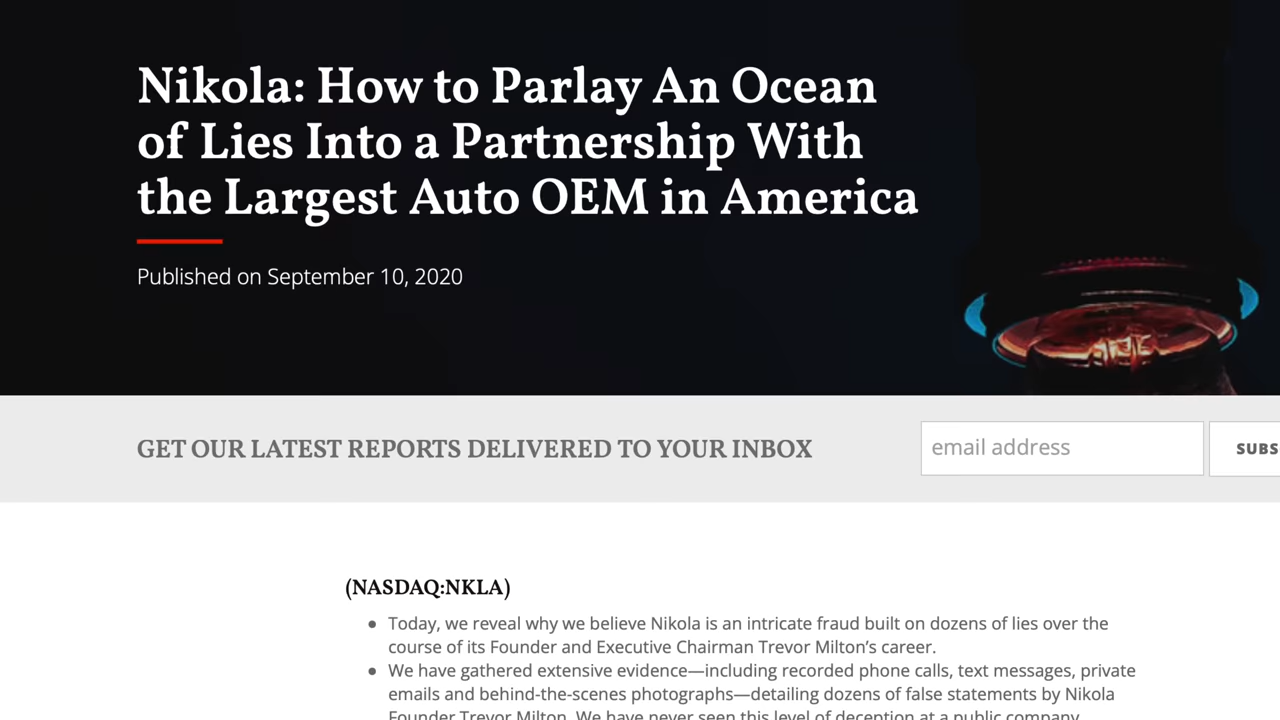 Nikola: How to Parlay An Ocean
of Lies Into a Partnership With
the Largest Auto OEM in America
Published on September 10, 2020
GET OUR LATEST REPORTS DELIVERED TO YOUR INBOX
email address
SUBS
(NASDAQ:NKLA)
● Today, we reveal why we believe Nikola is an intricate fraud built on dozens of lies over the
course of its Founder and Executive Chairman Trevor Milton’s career.
● We have gathered extensive evidence—including recorded phone calls, text messages, private
emails and behind-the-scenes photographs—detailing dozens of false statements by Nikola
Founder Trevor Milton. We have never seen this level of deception at a public company,